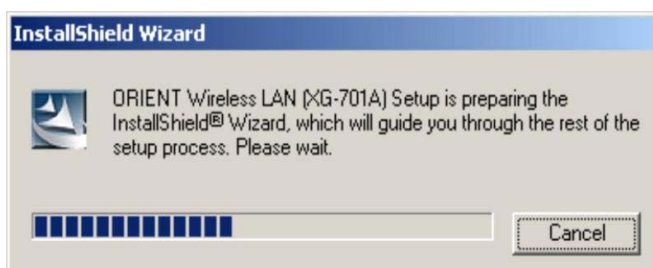 InstallShield Wizard
ORIENT Wireless LAN (XG-701A) Setup is preparing the
InstallShield® Wizard, which will guide you through the rest of the
setup process. Please wait.
Cancel